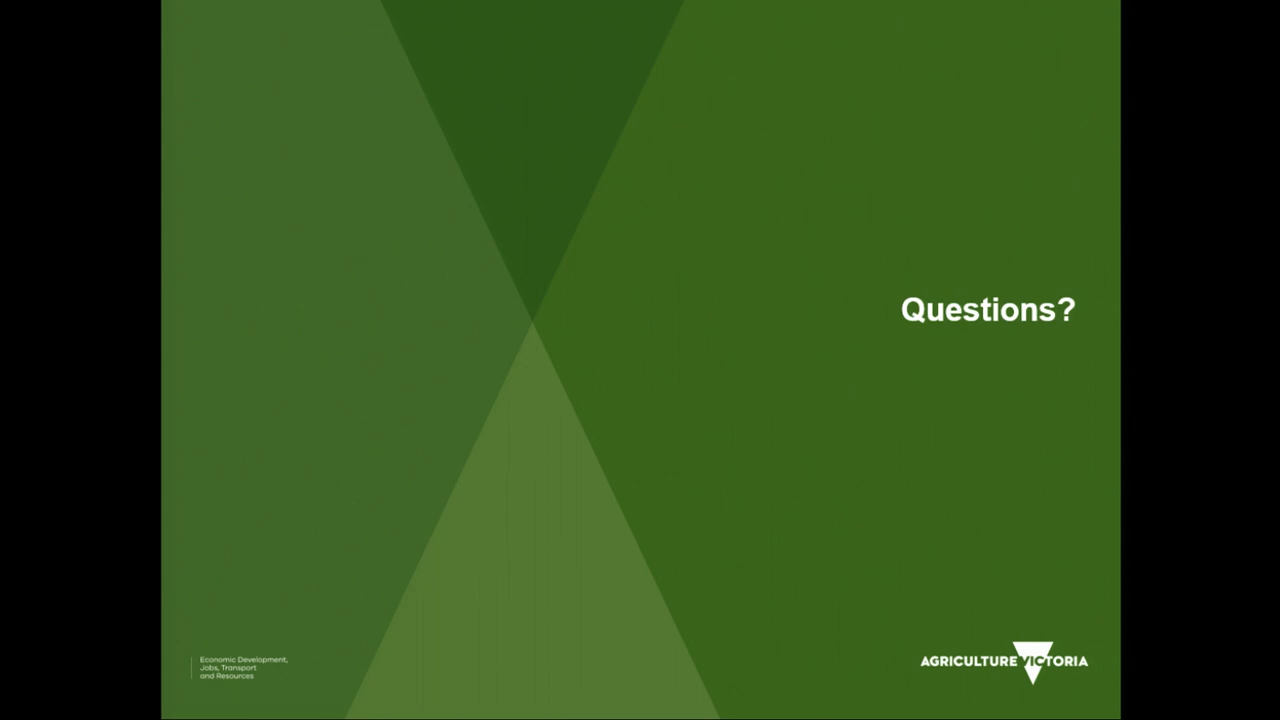 Questions?
Economic Development,
Jobs, Transport
and Resources
AGRICULTURE VICTORIA